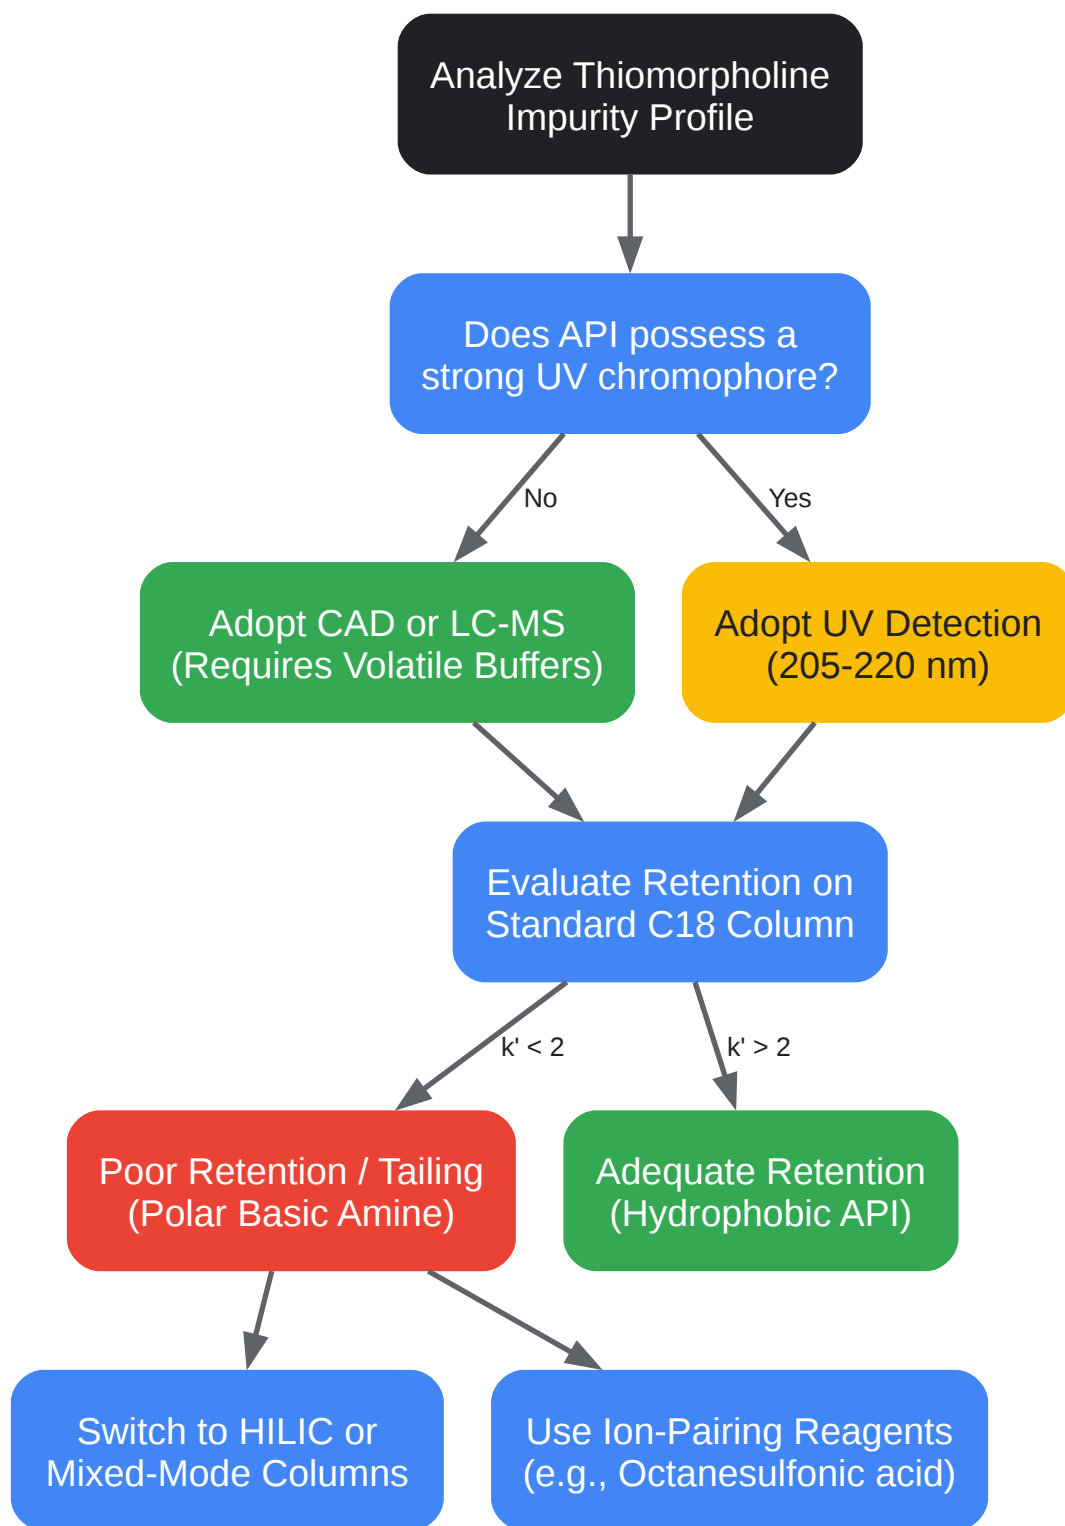 Analyze Thiomorpholine
Impurity Profile
Does API possess a
strong UV chromophore?
No
Yes
Adopt CAD or LC-MS
(Requires Volatile Buffers)
Adopt UV Detection
(205-220 nm)
Evaluate Retention on
Standard C18 Column
k' < 2
k' > 2
Poor Retention / Tailing
(Polar Basic Amine)
Adequate Retention
(Hydrophobic API)
Switch to HILIC or
Mixed-Mode Columns
Use Ion-Pairing Reagents
(e.g., Octanesulfonic acid)